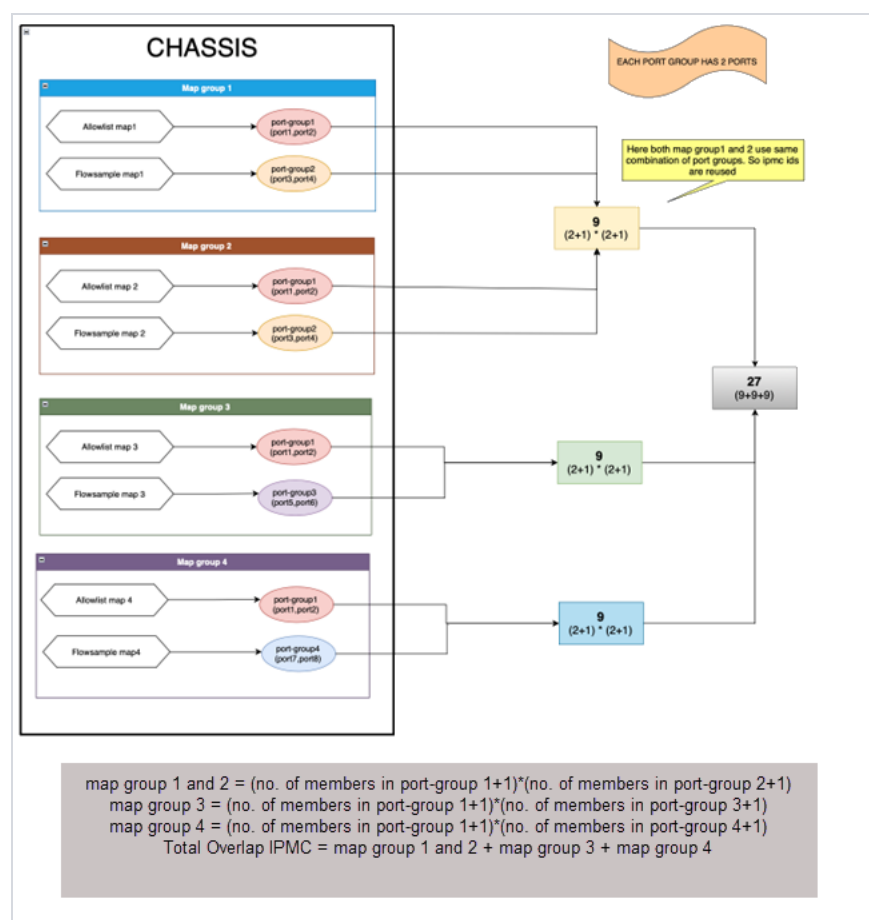 CHASSIS
EACH PORT GROUP HAS 2 PORTS
Map group 1
Allowlist map1
port-group1
(port1,port2)
Flowsample map1
port-group2
(port3,port4)
Here both map group1 and 2 use same
combination of port groups. So ipmc ids
are reused
9
(2+1) * (2+1)
Map group 2
Allowlist map 2
port-group1
(port1,port2)
Flowsample map 2
port-group2
(port3,port4)
27
(9+9+9)
Map group 3
Allowlist map 3
port-group1
(port1,port2)
Flowsample map 3
port-group3
(port5,port6)
9
(2+1) * (2+1)
Map group 4
Allowlist map 4
port-group1
(port1,port2)
Flowsample map4
port-group4
(port7,port8)
9
(2+1) * (2+1)
map group 1 and 2 = (no. of members in port-group 1+1)*(no. of members in port-group 2+1)
map group 3 = (no. of members in port-group 1+1)*(no. of members in port-group 3+1)
map group 4 = (no. of members in port-group 1+1)*(no. of members in port-group 4+1)
Total Overlap IPMC = map group 1 and 2 + map group 3 + map group 4